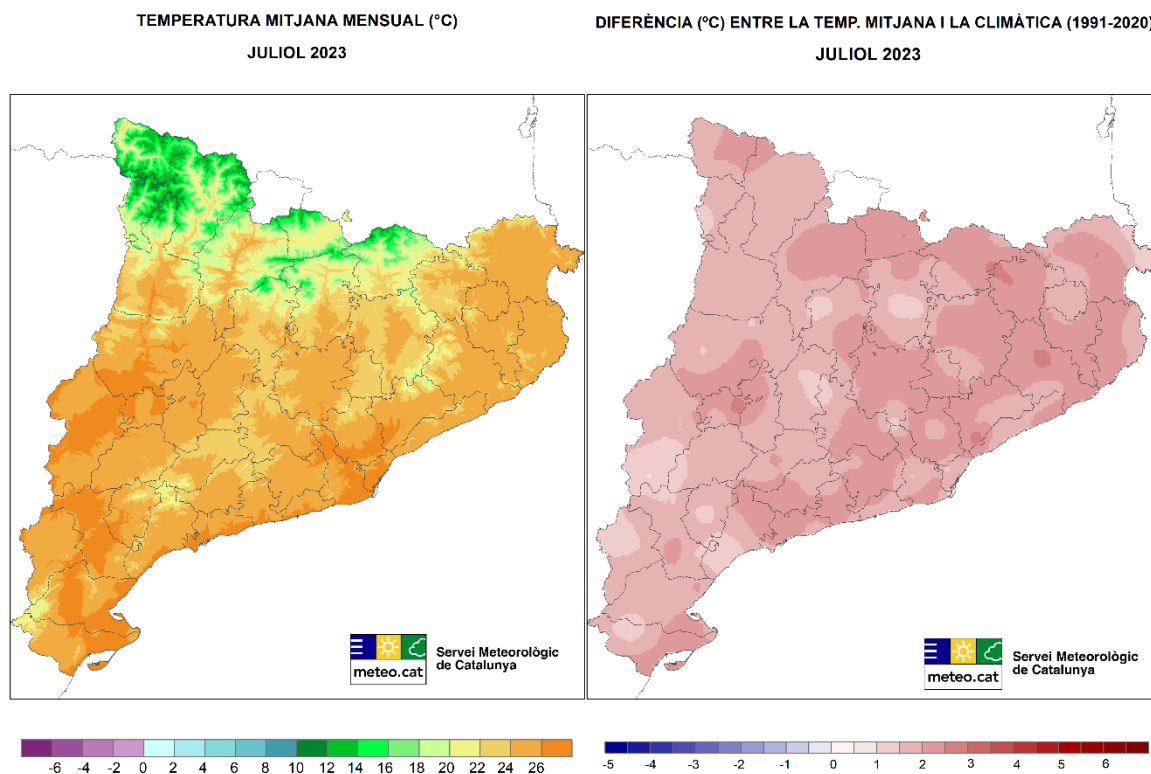 TEMPERATURA MITJANA MENSUAL (°C)
JULIOL 2023
DIFERÈNCIA (°C) ENTRE LA TEMP. MITJANA I LA CLIMÀTICA (1991-2020)
JULIOL 2023
meteo.cat
Servei Meteorològic
de Catalunya
meteo.cat
Servei Meteorològic
de Catalunya
-6 -4 -2 0 2 4 6 8 10 12 14 16 18 20 22 24 26
-5 -4 -3 -2 -1 0 1 2 3 4 5 6